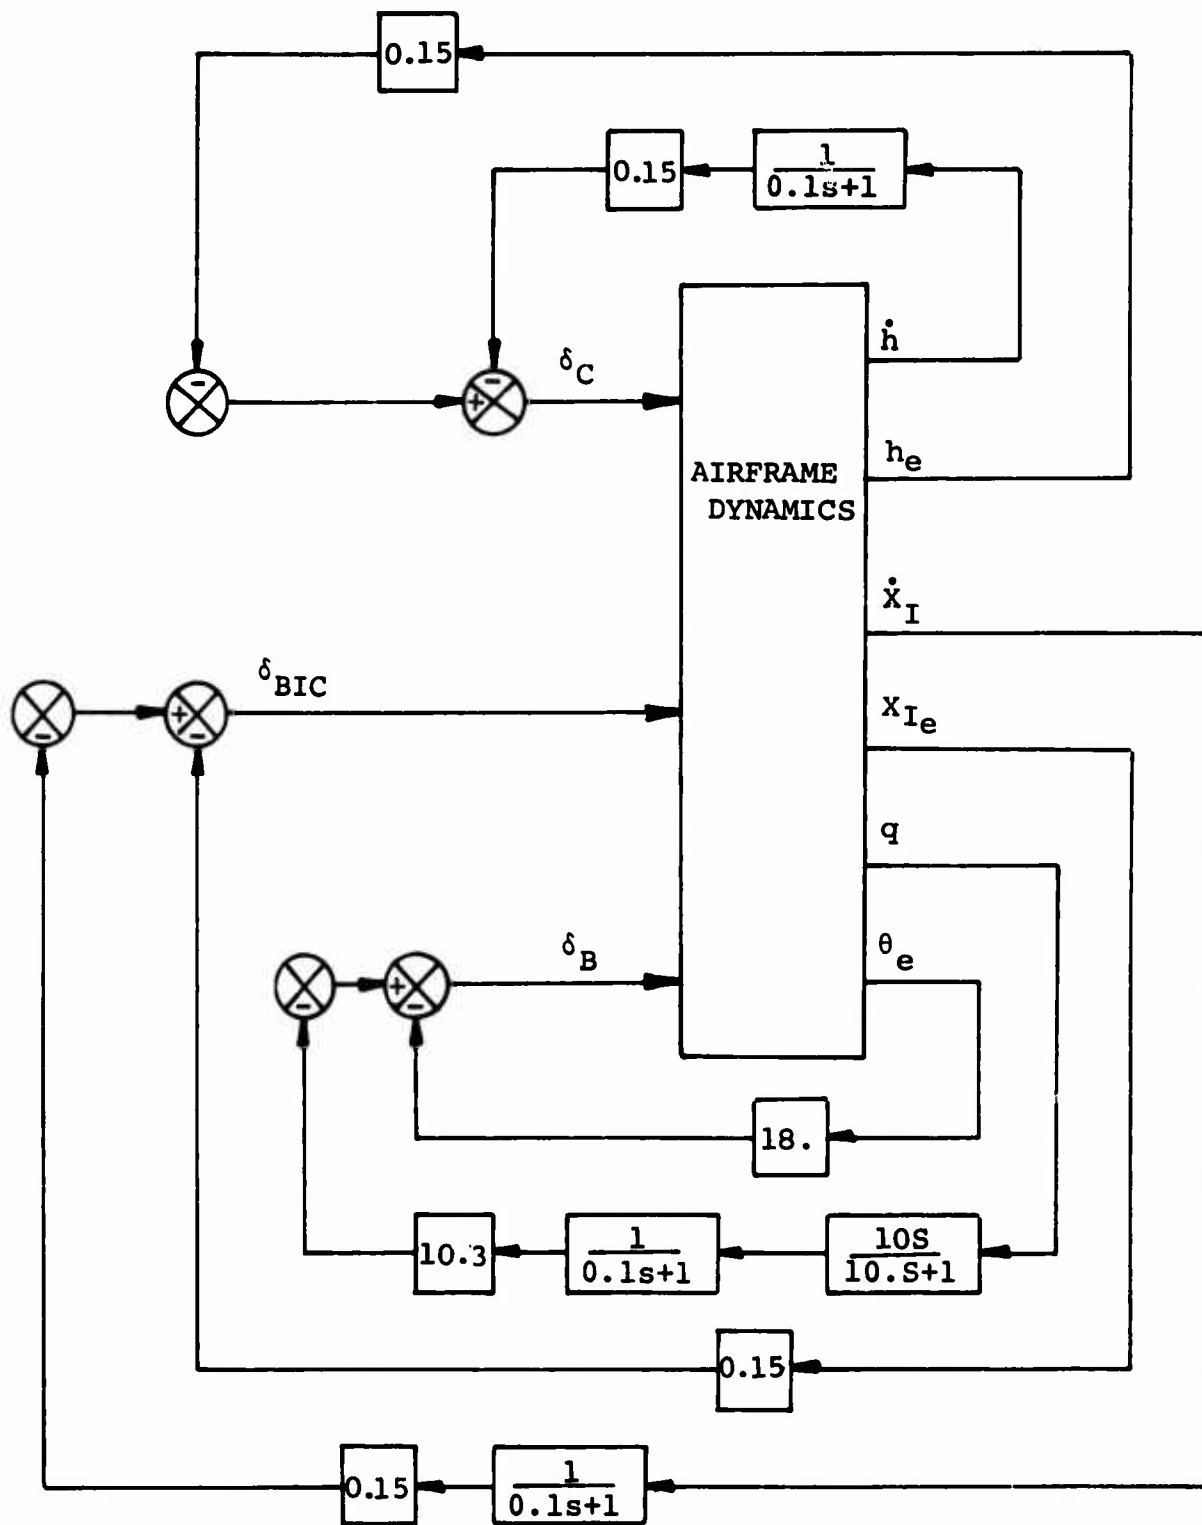 0.15
0.15
1
0.1s+1
ḣ
-
-
+
δC
he
AIRFRAME
DYNAMICS
ẊI
δBIC
XIe
+
-
-
q
δB
θe
+
-
-
18.
10.3
1
0.1s+1
10S
10.S+1
0.15
0.15
1
0.1s+1